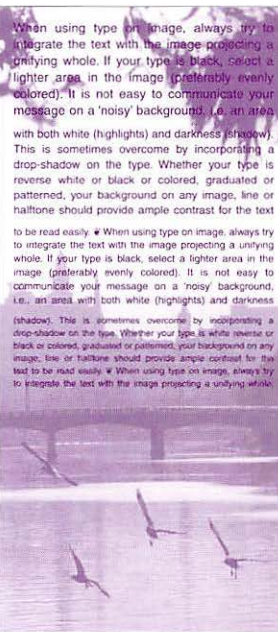 When using type on image, always try to
integrate the text with the image projecting a
unifying whole. If your type is black, select a
lighter area in the image (preferably evenly
colored). It is not easy to communicate your
message on a 'noisy' background, i.e. an area
with both white (highlights) and darkness (shadow).
This is sometimes overcome by incorporating a
drop-shadow on the type. Whether your type is
reverse white or black or colored, graduated or
patterned, your background on any image, line or
halftone should provide ample contrast for the text
to be read easily. ❦ When using type on image, always try
to integrate the text with the image projecting a unifying
whole. If your type is black, select a lighter area in the
image (preferably evenly colored). It is not easy to
communicate your message on a 'noisy' background,
i.e., an area with both white (highlights) and darkness
(shadow). This is sometimes overcome by incorporating a
drop-shadow on the type. Whether your type is white reverse or
black or colored, graduated or patterned, your background on any
image, line or halftone should provide ample contrast for the
text to be read easily. ❦ When using type on image, always try
to integrate the text with the image projecting a unifying whole.